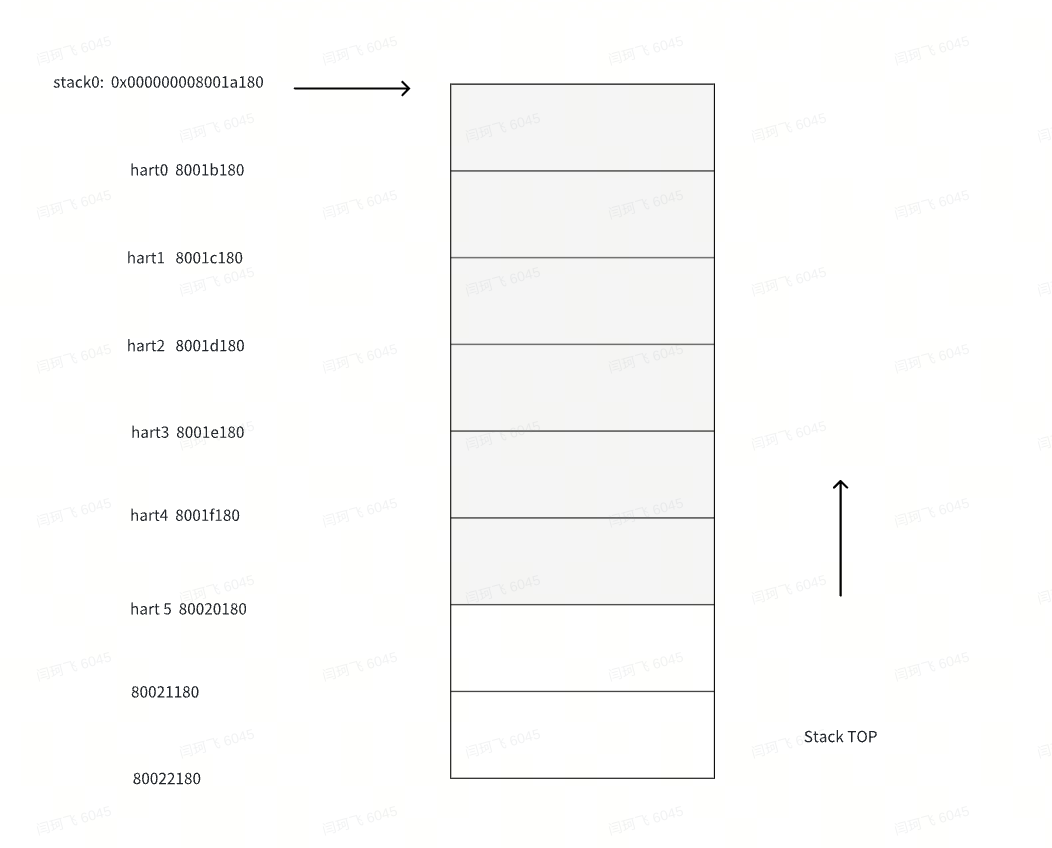 stack0: 0x000000008001a180
hart0 8001b180
hart1 8001c180
hart2 8001d180
hart3 8001e180
hart4 8001f180
hart 5 80020180
80021180
Stack TOP
80022180
闫珂飞 6045